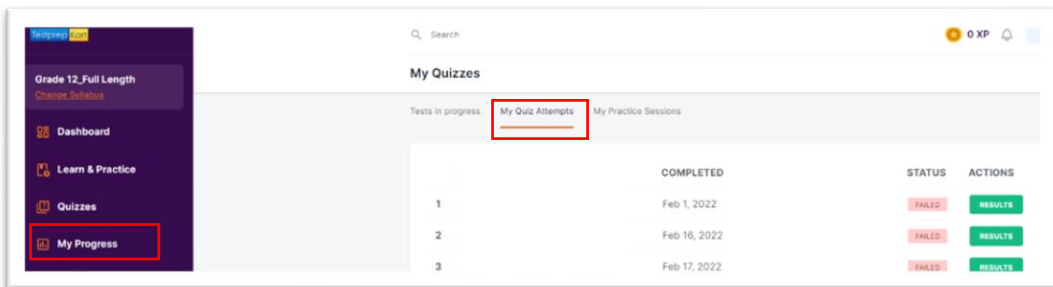 Testprep Kart
Grade 12_Full Length
Change Syllabus
Dashboard
Learn & Practice
Quizzes
My Progress
Search
0 XP
My Quizzes
Tests in progress My Quiz Attempts My Practice Sessions
COMPLETED STATUS ACTIONS
1 Feb 1, 2022 FAILED RESULTS
2 Feb 16, 2022 FAILED RESULTS
3 Feb 17, 2022 FAILED RESULTS